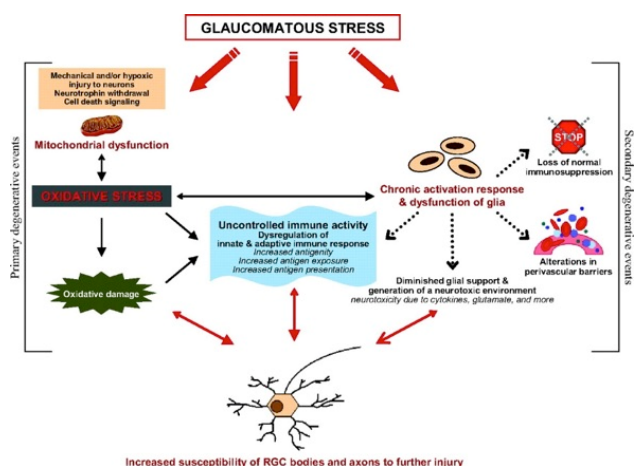 GLAUCOMATOUS STRESS
Mechanical and/or hypoxic
injury to neurons
Neurotrophin withdrawal
Cell death signaling
Mitochondrial dysfunction
OXIDATIVE STRESS
Oxidative damage
Primary degenerative events
Uncontrolled immune activity
Dysregulation of
innate & adaptive immune response
Increased antigenity
Increased antigen exposure
Increased antigen presentation
Chronic activation response
& dysfunction of glia
Diminished glial support &
generation of a neurotoxic environment
neurotoxicity due to cytokines, glutamate, and more
STOP
Loss of normal
immunosuppression
Alterations in
perivascular barriers
Secondary degenerative events
Increased susceptibility of RGC bodies and axons to further injury